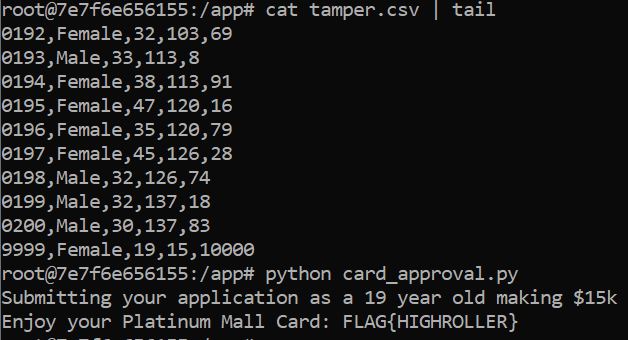 root@7e7f6e656155:/app# cat tamper.csv | tail
0192,Female,32,103,69
0193,Male,33,113,8
0194,Female,38,113,91
0195,Female,47,120,16
0196,Female,35,120,79
0197,Female,45,126,28
0198,Male,32,126,74
0199,Male,32,137,18
0200,Male,30,137,83
9999,Female,19,15,10000
root@7e7f6e656155:/app# python card_approval.py
Submitting your application as a 19 year old making $15k
Enjoy your Platinum Mall Card: FLAG{HIGHROLLER}